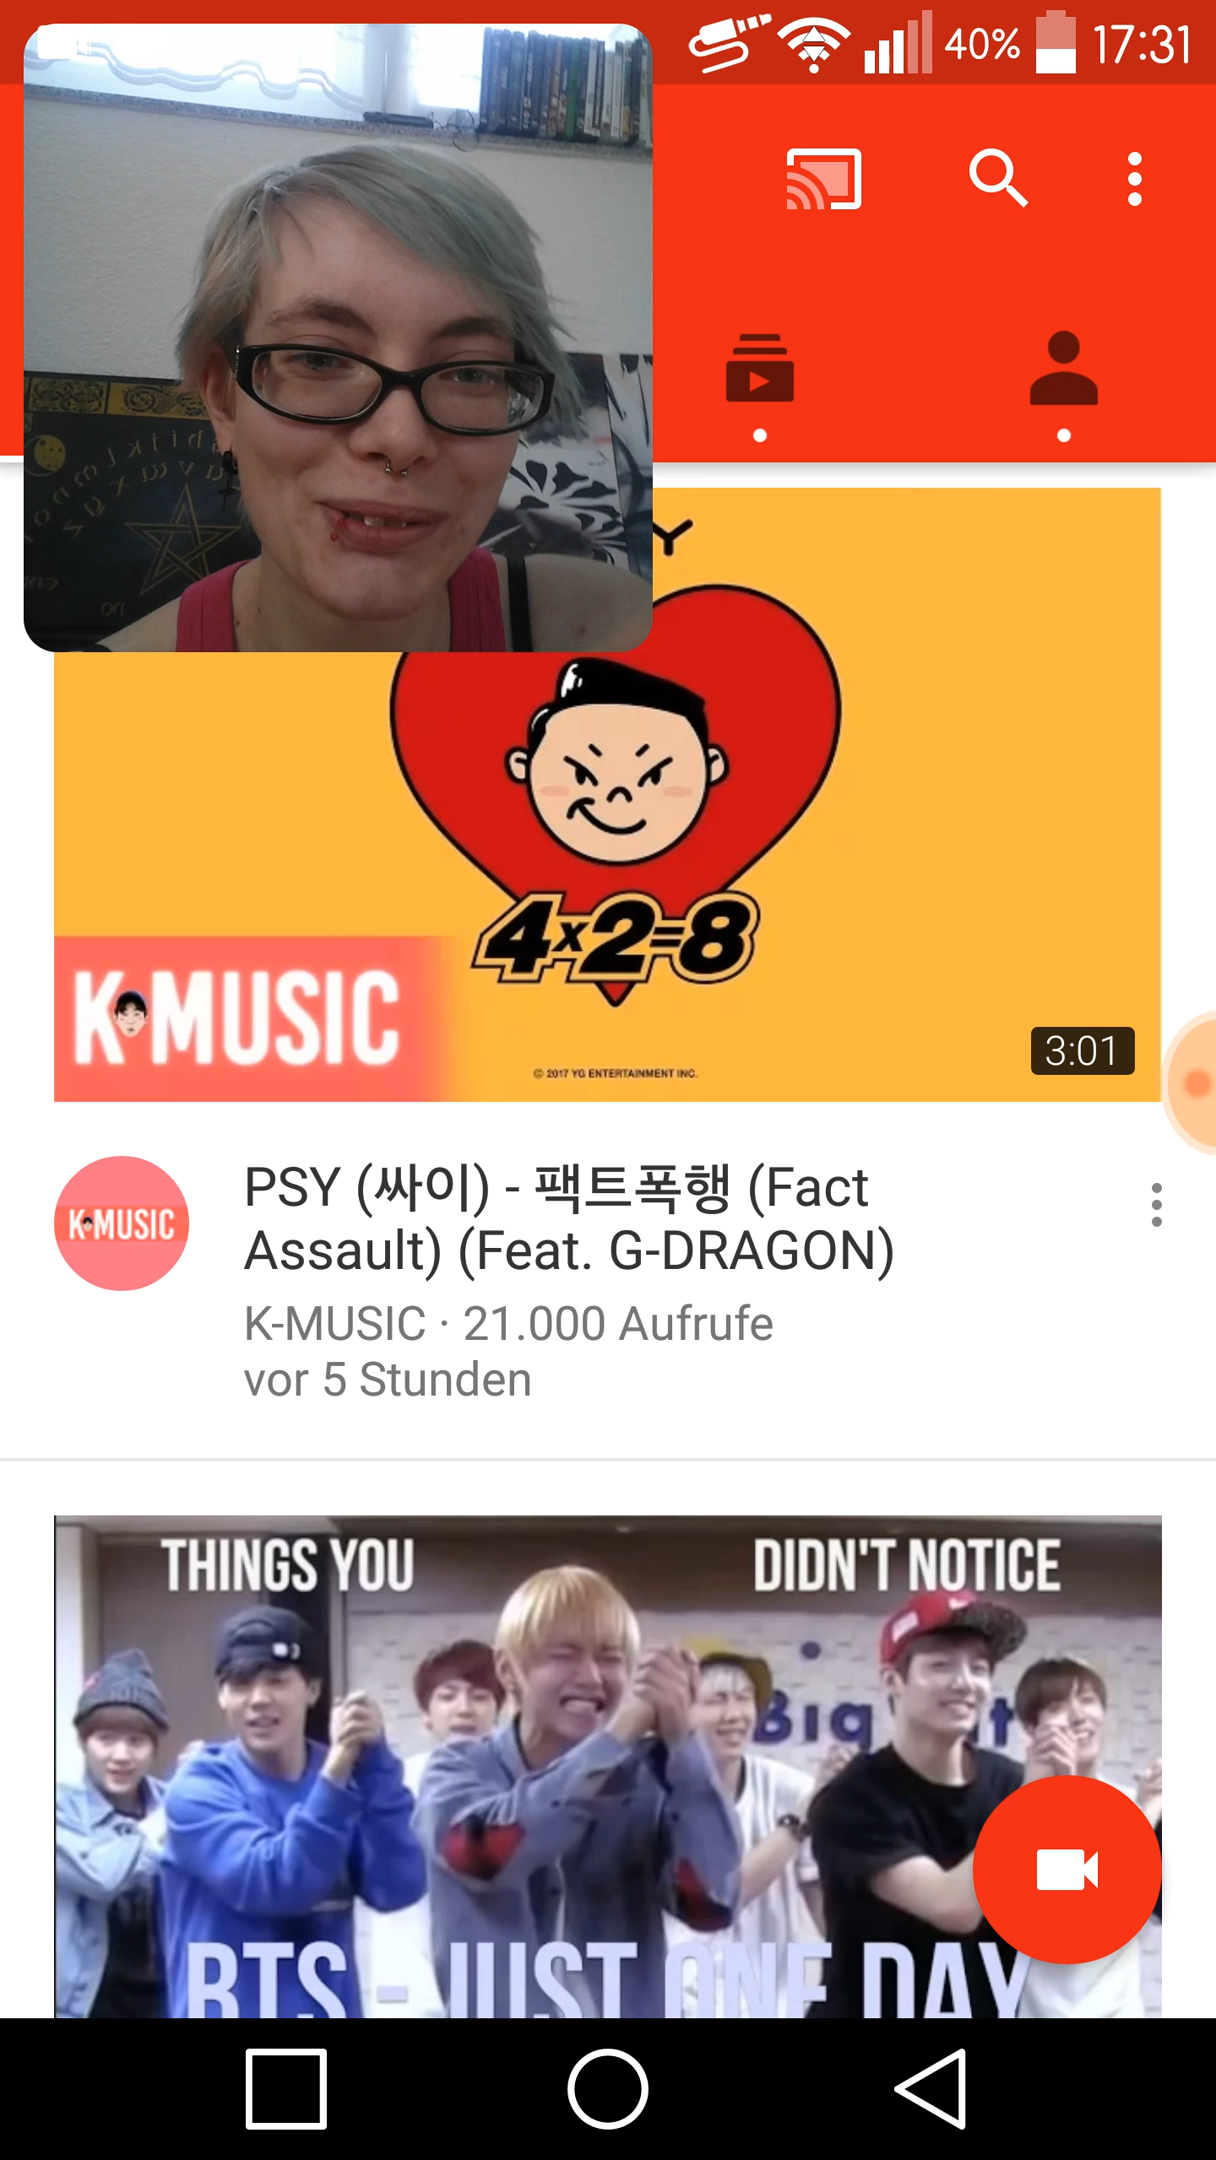 40% 17:31
Y
4x2=8
K-MUSIC
© 2017 YG ENTERTAINMENT INC.
3:01
K-MUSIC
PSY (싸이) - 팩트폭행 (Fact
Assault) (Feat. G-DRAGON)
K-MUSIC · 21.000 Aufrufe
vor 5 Stunden
THINGS YOU DIDN'T NOTICE
Big
BTS - JUST ONE DAY